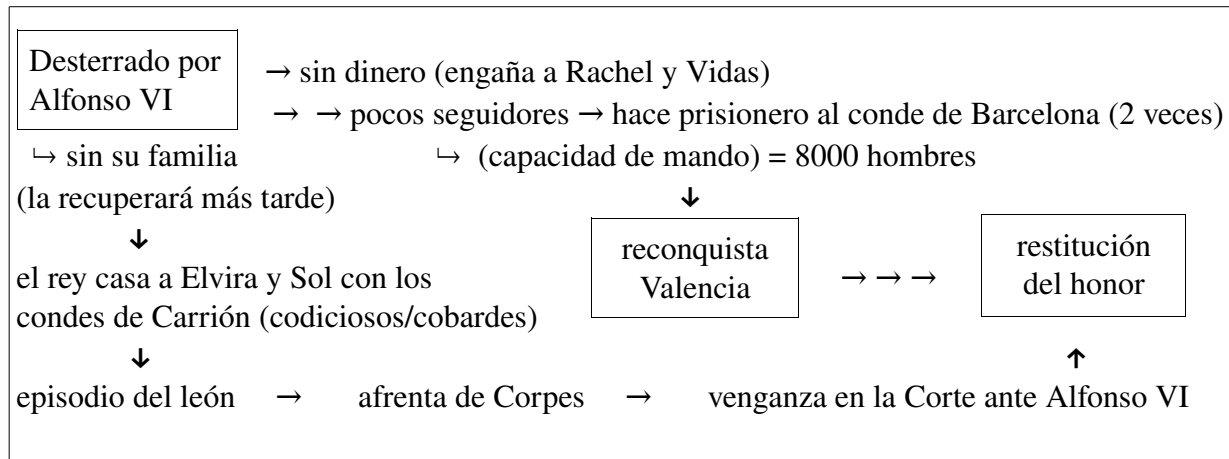 Desterrado por
Alfonso VI
→ sin dinero (engaña a Rachel y Vidas)
→ → pocos seguidores → hace prisionero al conde de Barcelona (2 veces)
↪ sin su familia
(la recuperará más tarde)
↪ (capacidad de mando) = 8000 hombres
↓
reconquista
Valencia
→ → →
restitución
del honor
↓
el rey casa a Elvira y Sol con los
condes de Carrión (codiciosos/cobardes)
↓
↑
episodio del león → afrenta de Corpes → venganza en la Corte ante Alfonso VI